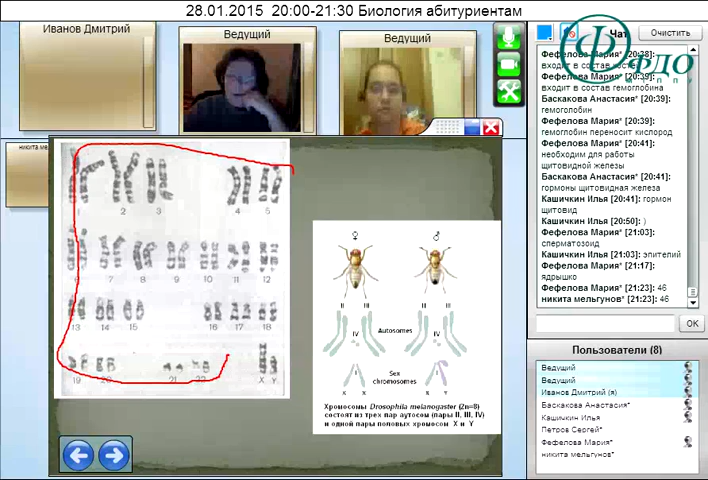 28.01.2015 20:00-21:30 Биология абитуриентам
Иванов Дмитрий
Ведущий
Ведущий
никита ме
1 2 3 4 5
6 7 8 9 10 11 12
13 14 15 16 17 18
19 20 21 22 X Y
♀ ♂
II III II III
IV Autosomes IV
I Sex I
chromosomes
X X X Y
Хромосомы Drosophila melanogaster (2n=8)
состоят из трех пар аутосом (пары II, III, IV)
и одной пары половых хромосом X и Y
Чат
Очистить
ФРДО
Фефелова Мария* [20:38]:
входит в состав косте
Фефелова Мария* [20:39]:
входит в состав гемоглобина
Баскакова Анастасия* [20:39]:
гемоголобин
Фефелова Мария* [20:39]:
гемоглобин переносит кислород
Фефелова Мария* [20:41]:
необходим для работы
щитовидной железы
Баскакова Анастасия* [20:41]:
гормоны щитовидная железа
Кашичкин Илья [20:41]: гормон
щитовид
Кашичкин Илья [20:50]: )
Фефелова Мария* [21:03]:
сперматозоид
Кашичкин Илья [21:03]: эпителий
Фефелова Мария* [21:17]:
ядрышко
Фефелова Мария* [21:23]: 46
никита мельгунов* [21:23]: 46
OK
Пользователи (8)
Ведущий
Ведущий
Иванов Дмитрий (я)
Баскакова Анастасия*
Кашичкин Илья
Петров Сергей*
Фефелова Мария*
никита мельгунов*